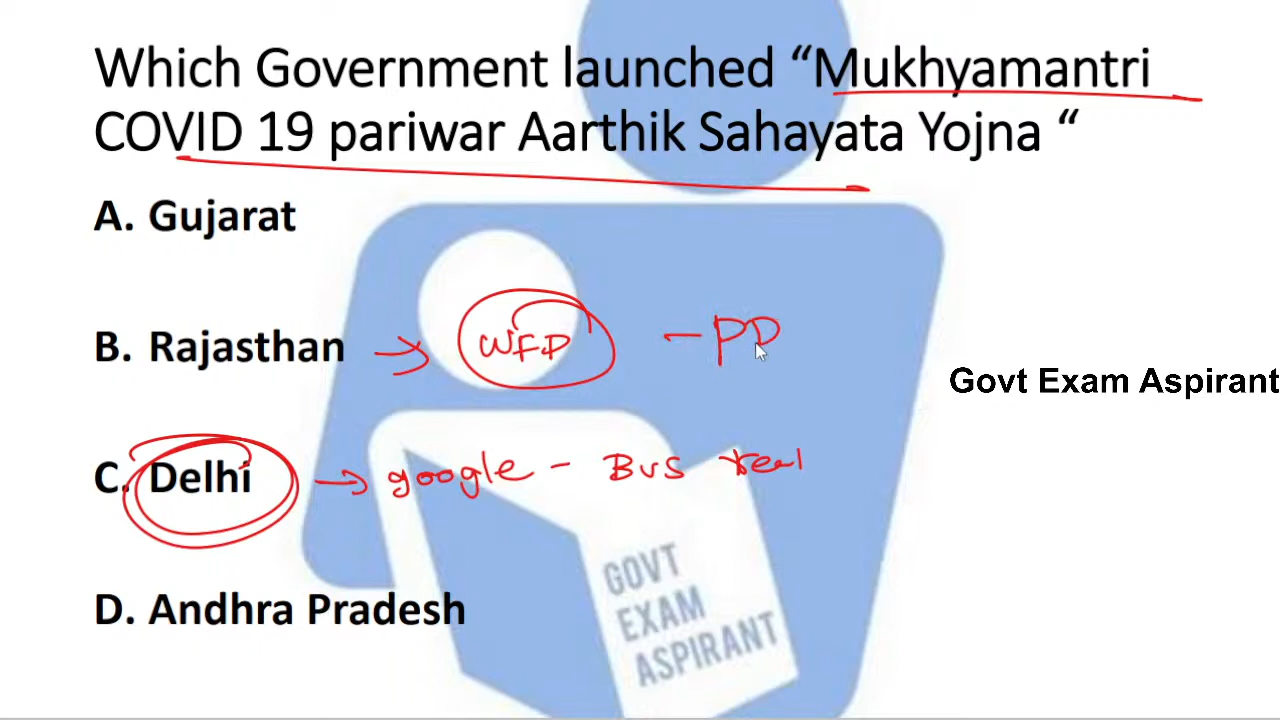 Which Government launched “Mukhyamantri
COVID 19 pariwar Aarthik Sahayata Yojna “
A. Gujarat
B. Rajasthan → WFP – PP
Govt Exam Aspirant
C. Delhi → google – Bus
D. Andhra Pradesh
GOVT
EXAM
ASPIRANT